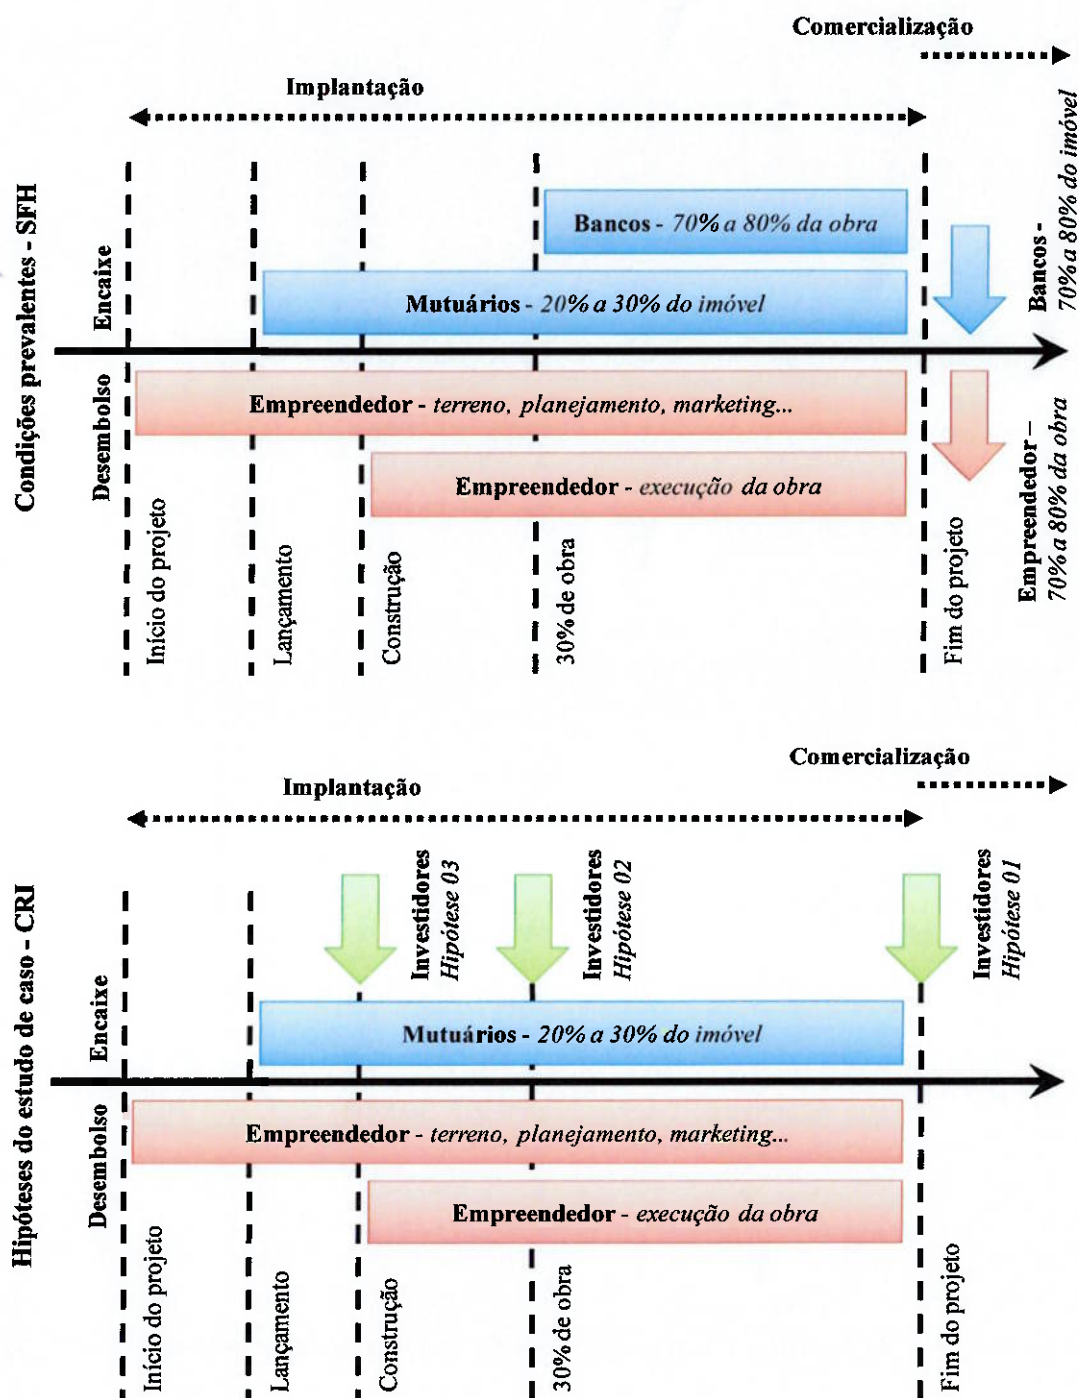 Comercialização
Implantação
Condições prevalentes - SFH
Encaixe
Desembolso
Bancos - 70% a 80% da obra
Mutuários - 20% a 30% do imóvel
Bancos -
70% a 80% do imóvel
Empreendedor - terreno, planejamento, marketing...
Empreendedor - execução da obra
Empreendedor –
70% a 80% da obra
Início do projeto
Lançamento
Construção
30% de obra
Fim do projeto
Comercialização
Implantação
Hipóteses do estudo de caso - CRI
Encaixe
Desembolso
Investidores
Hipótese 03
Investidores
Hipótese 02
Investidores
Hipótese 01
Mutuários - 20% a 30% do imóvel
Empreendedor - terreno, planejamento, marketing...
Empreendedor - execução da obra
Início do projeto
Lançamento
Construção
30% de obra
Fim do projeto